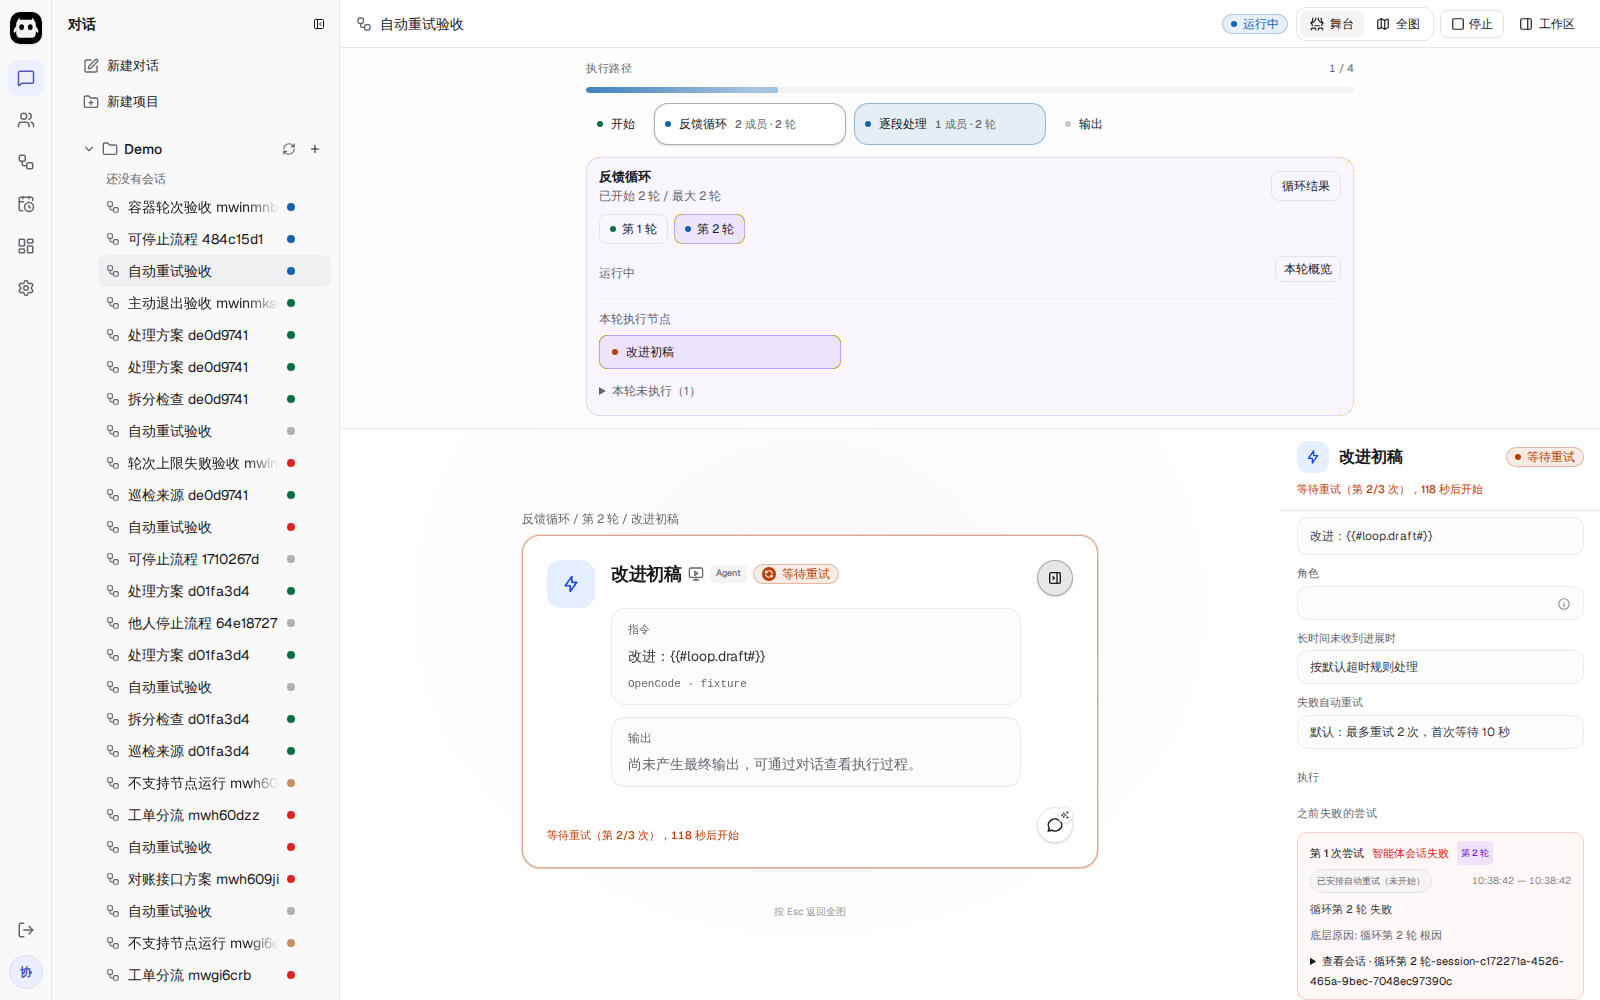 对话
新建对话
新建项目
Demo
还没有会话
容器轮次验收 mwinmnb
可停止流程 484c15d1
自动重试验收
主动退出验收 mwinmks
处理方案 de0d9741
处理方案 de0d9741
拆分检查 de0d9741
自动重试验收
轮次上限失败验收 mwin
巡检来源 de0d9741
自动重试验收
可停止流程 1710267d
处理方案 d01fa3d4
他人停止流程 64e18727
处理方案 d01fa3d4
自动重试验收
拆分检查 d01fa3d4
巡检来源 d01fa3d4
不支持节点运行 mwh60
工单分流 mwh60dzz
自动重试验收
对账接口方案 mwh609ji
自动重试验收
不支持节点运行 mwgi6e
工单分流 mwgi6crb
协
自动重试验收
运行中
舞台
全图
停止
工作区
执行路径
1 / 4
开始
反馈循环 2 成员 · 2 轮
逐段处理 1 成员 · 2 轮
输出
反馈循环
已开始 2 轮 / 最大 2 轮
循环结果
第 1 轮
第 2 轮
运行中
本轮概览
本轮执行节点
改进初稿
本轮未执行（1）
反馈循环 / 第 2 轮 / 改进初稿
改进初稿 Agent 等待重试
指令
改进：{{#loop.draft#}}
OpenCode · fixture
输出
尚未产生最终输出，可通过对话查看执行过程。
等待重试（第 2/3 次），118 秒后开始
按 Esc 返回全图
改进初稿
等待重试
等待重试（第 2/3 次），118 秒后开始
改进：{{#loop.draft#}}
角色
长时间未收到进展时
按默认超时规则处理
失败自动重试
默认：最多重试 2 次，首次等待 10 秒
执行
之前失败的尝试
第 1 次尝试 智能体会话失败 第 2 轮
已安排自动重试（未开始） 10:38:42 — 10:38:42
循环第 2 轮 失败
底层原因: 循环第 2 轮 根因
查看会话 · 循环第 2 轮-session-c172271a-4526-
465a-9bec-7048ec97390c